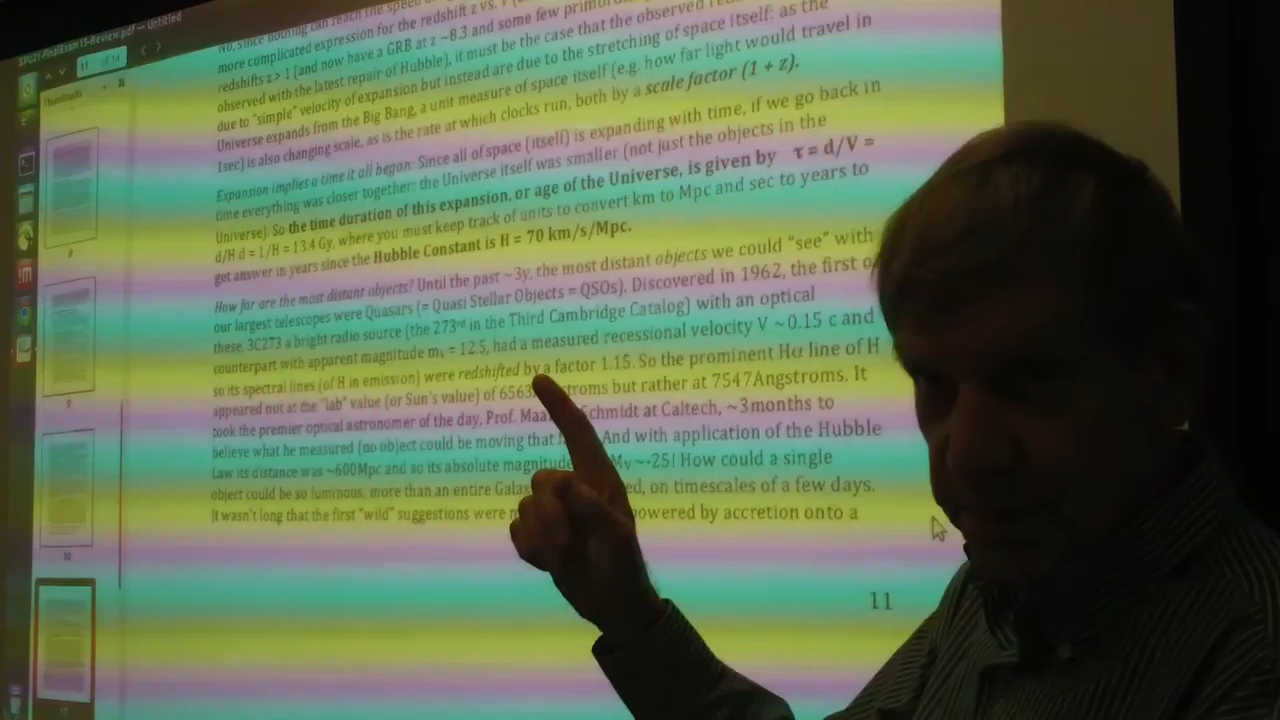 SPU21-FinalExam15-Review.pdf — Untitled
11 of 14
Thumbnails
No, since nothing can reach the speed
more complicated expression for the redshift z vs. V
redshifts z > 1 (and now have a GRB at z ~8.3 and some few
observed with the latest repair of Hubble), it must be the case that the observed
due to "simple" velocity of expansion but instead are due to the stretching of space itself: as the
Universe expands from the Big Bang, a unit measure of space itself (e.g. how far light would travel in
1sec) is also changing scale, as is the rate at which clocks run, both by a scale factor (1 + z).
Expansion implies a time it all began: Since all of space (itself) is expanding with time, if we go back in
time everything was closer together: the Universe itself was smaller (not just the objects in the
Universe). So the time duration of this expansion, or age of the Universe, is given by τ = d/V =
d/H d = 1/H = 13.4 Gy, where you must keep track of units to convert km to Mpc and sec to years to
get answer in years since the Hubble Constant is H = 70 km/s/Mpc.
How far are the most distant objects? Until the past ~3y, the most distant objects we could "see" with
our largest telescopes were Quasars (= Quasi Stellar Objects = QSOs). Discovered in 1962, the first
these, 3C273 a bright radio source (the 273rd in the Third Cambridge Catalog) with an optical
counterpart with apparent magnitude mv = 12.5, had a measured recessional velocity V ~0.15 c and
so its spectral lines (of H in emission) were redshifted by a factor 1.15. So the prominent Hα line of H
appeared not at the "lab" value (or Sun's value) of 6563 but rather at 7547Angstroms. It
took the premier optical astronomer of the day, Prof. Schmidt at Caltech, ~3months to
believe what he measured (no object could be moving that And with application of the Hubble
Law its distance was ~600Mpc and so its absolute magnitude Mv ~-25! How could a single
object could be so luminous, more than an entire on timescales of a few days.
It wasn't long that the first "wild" suggestions were powered by accretion onto a
11
8
9
10
11